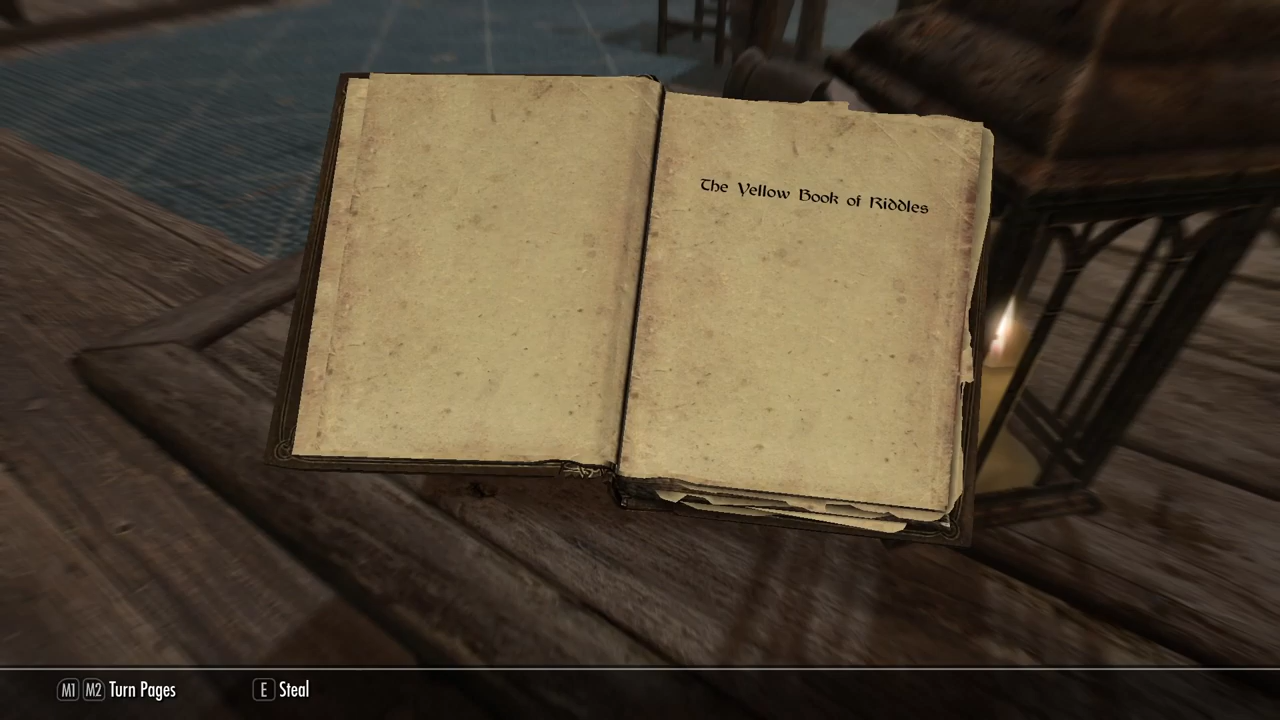 The Yellow Book of Riddles
M1 M2 Turn Pages
E Steal